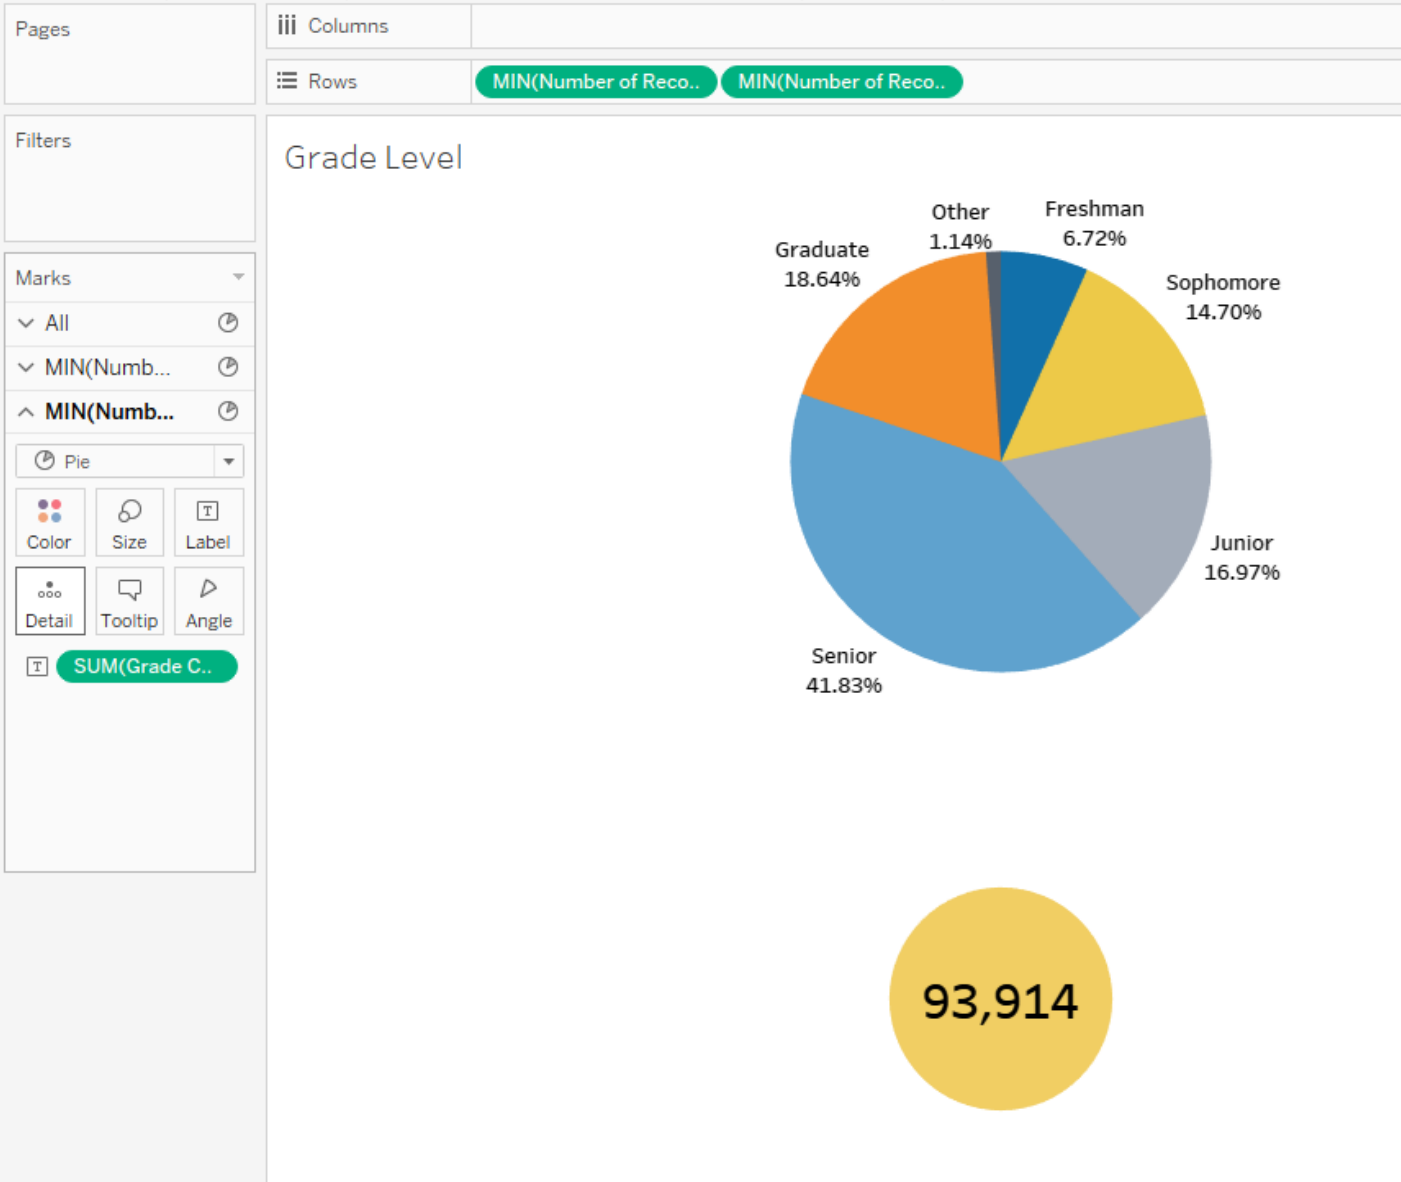 Pages
Columns
Rows
MIN(Number of Reco..
MIN(Number of Reco..
Filters
Grade Level
Marks
All
MIN(Numb...
MIN(Numb...
Pie
Color
Size
T
Label
Detail
Tooltip
Angle
T
SUM(Grade C..
Other
1.14%
Freshman
6.72%
Graduate
18.64%
Sophomore
14.70%
Junior
16.97%
Senior
41.83%
93,914